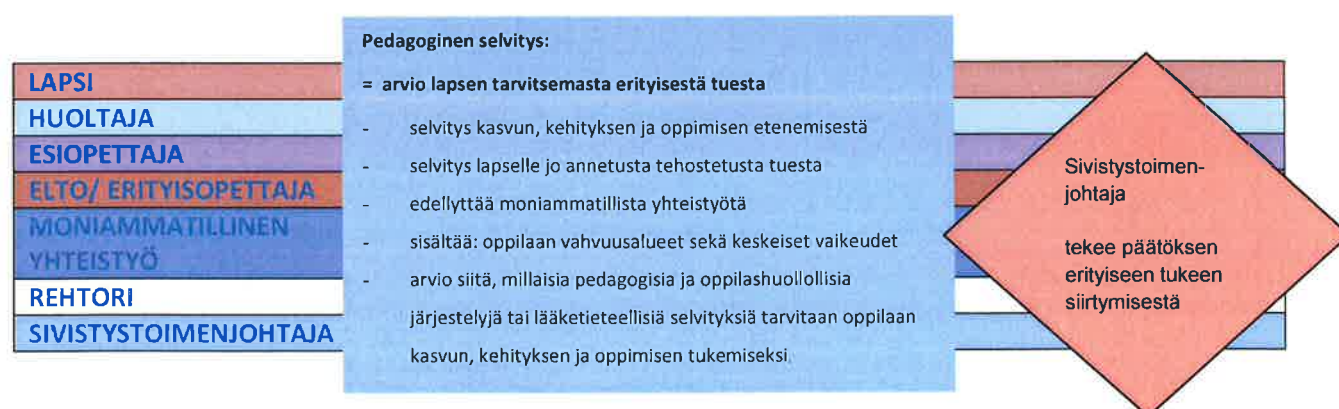 LAPSI
HUOLTAJA
ESIOPETTAJA
ELTO/ ERITYISOPETTAJA
MONIAMMATILLINEN
YHTEISTYÖ
REHTORI
SIVISTYSTOIMENJOHTAJA
Pedagoginen selvitys:
= arvio lapsen tarvitsemasta erityisestä tuesta
- selvitys kasvun, kehityksen ja oppimisen etenemisestä
- selvitys lapselle jo annetusta tehostetusta tuesta
- edellyttää moniammatillista yhteistyötä
- sisältää: oppilaan vahvuusalueet sekä keskeiset vaikeudet
- arvio siitä, millaisia pedagogisia ja oppilashuollollisia
järjestelyjä tai lääketieteellisiä selvityksiä tarvitaan oppilaan
kasvun, kehityksen ja oppimisen tukemiseksi
Sivistystoimen-
johtaja
tekee päätöksen
erityiseen tukeen
siirtymisestä